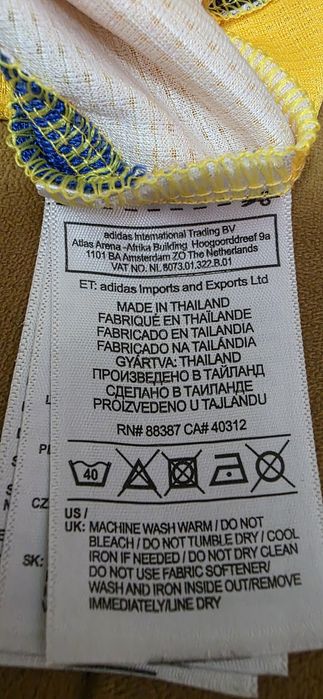 adidas International Trading BV
Atlas Arena -Afrika Building Hoogoorddreef 9a
1101 BA Amsterdam ZO The Netherlands
VAT NO. NL 8073.01.322.B.01
ET: adidas Imports and Exports Ltd
MADE IN THAILAND
FABRIQUÉ EN THAÏLANDE
FABRICADO EN TAILANDIA
FABRICADO NA TAILÂNDIA
GYÁRTVA: THAILAND
ПРОИЗВЕДЕНО В ТАЙЛАНД
СДЕЛАНО В ТАИЛАНДЕ
PROIZVEDENO U TAJLANDU
RN# 88387 CA# 40312
40
US /
UK: MACHINE WASH WARM / DO NOT
BLEACH / DO NOT TUMBLE DRY / COOL
IRON IF NEEDED / DO NOT DRY CLEAN
DO NOT USE FABRIC SOFTENER/
WASH AND IRON INSIDE OUT/REMOVE
IMMEDIATELY/LINE DRY
CZ
SK: